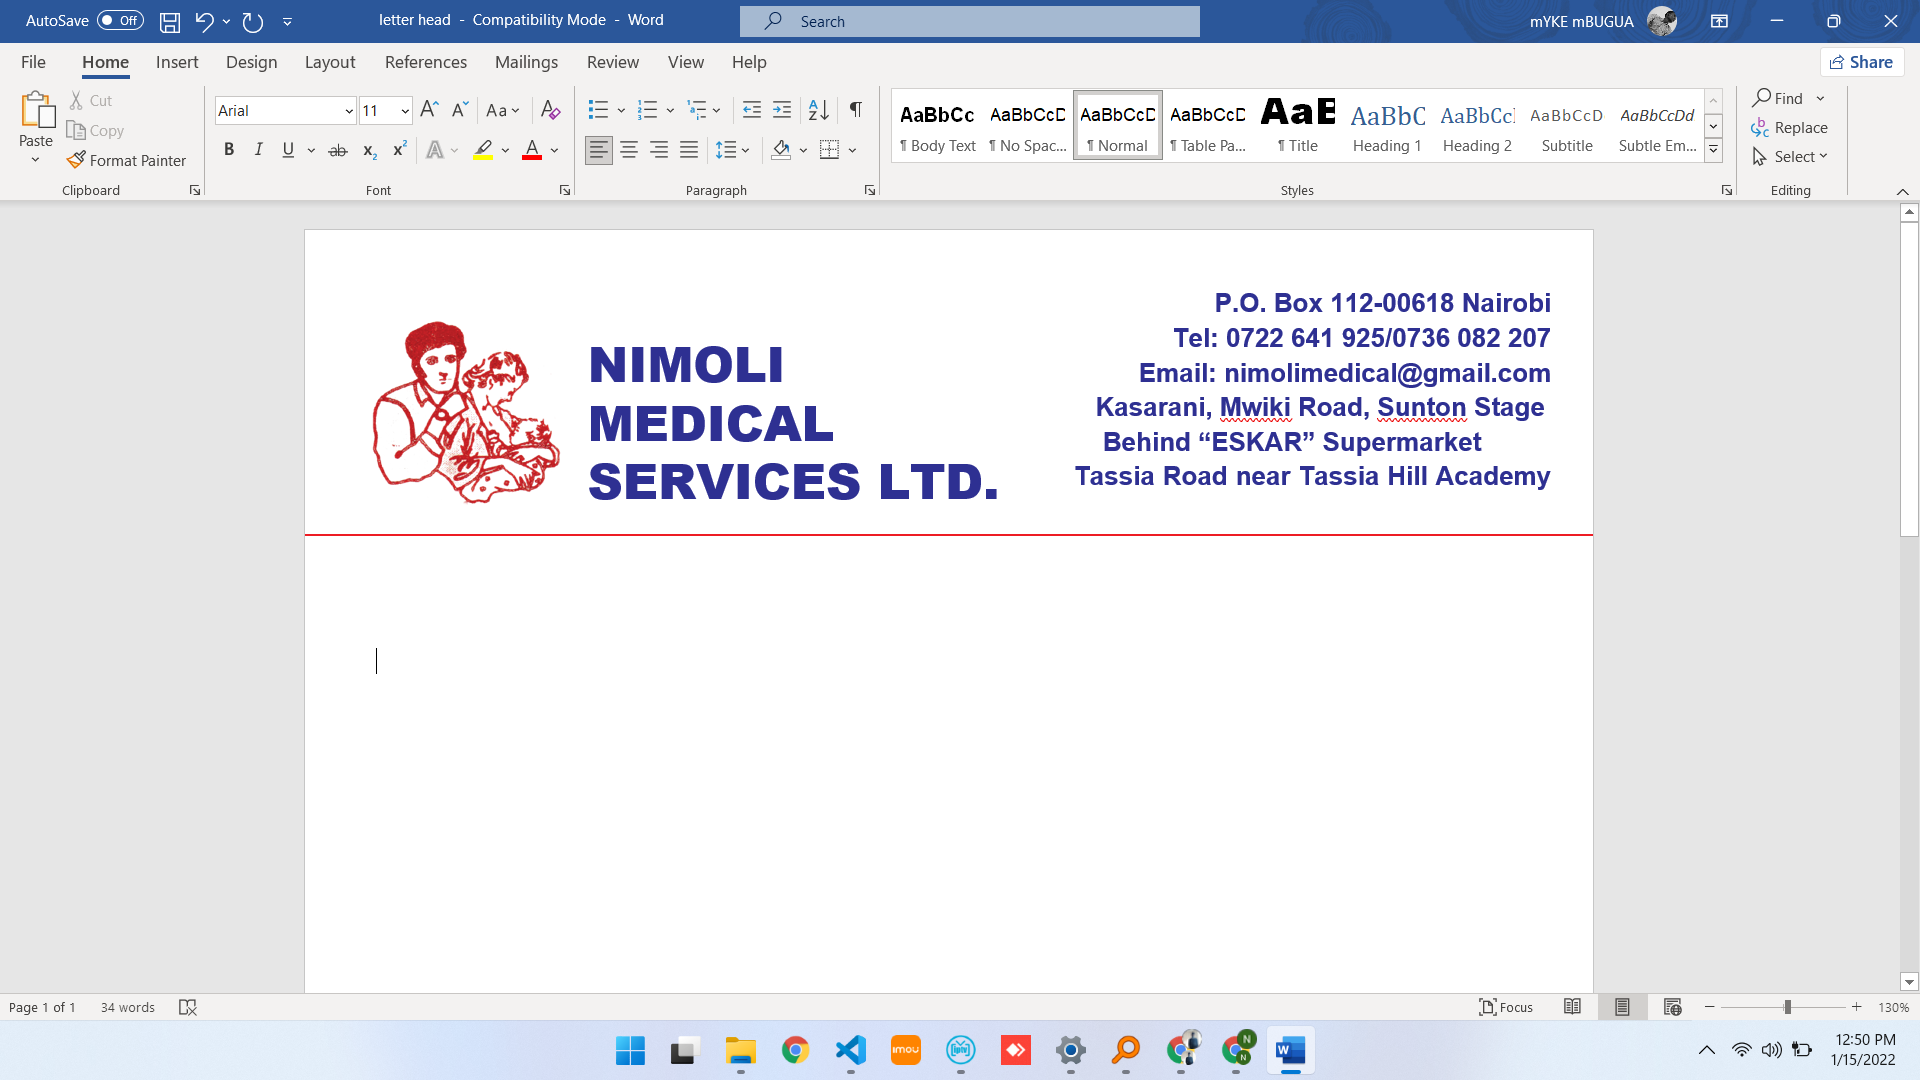 AutoSave Off letter head - Compatibility Mode - Word Search mYKE mBUGUA
File Home Insert Design Layout References Mailings Review View Help Share
Paste Cut Copy Format Painter Clipboard
Arial 11 Font
Paragraph
AaBbCc AaBbCcD AaBbCcD AaBbCcD AaB AaBbC AaBbCc AaBbCcD AaBbCcDd
¶ Body Text ¶ No Spac... ¶ Normal ¶ Table Pa... ¶ Title Heading 1 Heading 2 Subtitle Subtle Em...
Styles
Find
Replace
Select
Editing
NIMOLI
MEDICAL
SERVICES LTD.
P.O. Box 112-00618 Nairobi
Tel: 0722 641 925/0736 082 207
Email: nimolimedical@gmail.com
Kasarani, Mwiki Road, Sunton Stage
Behind “ESKAR” Supermarket
Tassia Road near Tassia Hill Academy
Page 1 of 1 34 words Focus 130%
imou iptv N N W
12:50 PM
1/15/2022